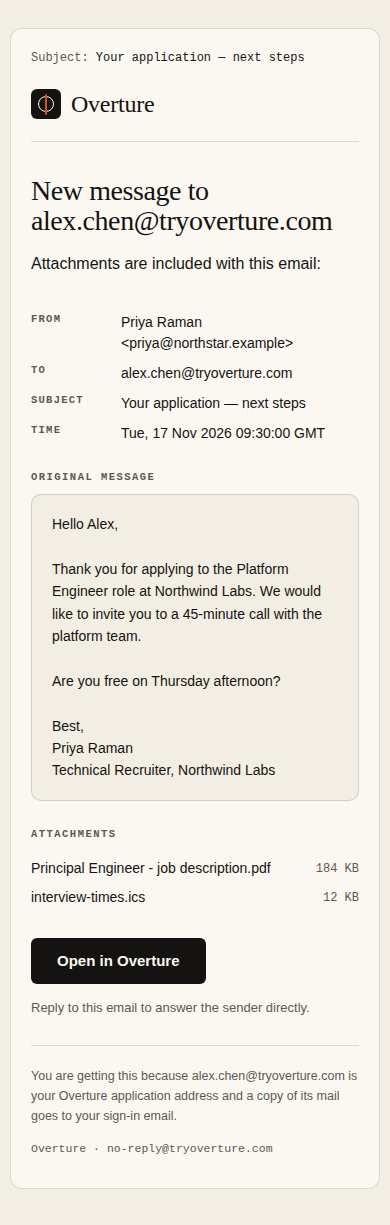 Subject: Your application — next steps
Overture
New message to
alex.chen@tryoverture.com
Attachments are included with this email:
FROM
Priya Raman
<priya@northstar.example>
TO
alex.chen@tryoverture.com
SUBJECT
Your application — next steps
TIME
Tue, 17 Nov 2026 09:30:00 GMT
ORIGINAL MESSAGE
Hello Alex,
Thank you for applying to the Platform
Engineer role at Northwind Labs. We would
like to invite you to a 45-minute call with the
platform team.
Are you free on Thursday afternoon?
Best,
Priya Raman
Technical Recruiter, Northwind Labs
ATTACHMENTS
Principal Engineer - job description.pdf 184 KB
interview-times.ics 12 KB
Open in Overture
Reply to this email to answer the sender directly.
You are getting this because alex.chen@tryoverture.com is
your Overture application address and a copy of its mail
goes to your sign-in email.
Overture · no-reply@tryoverture.com